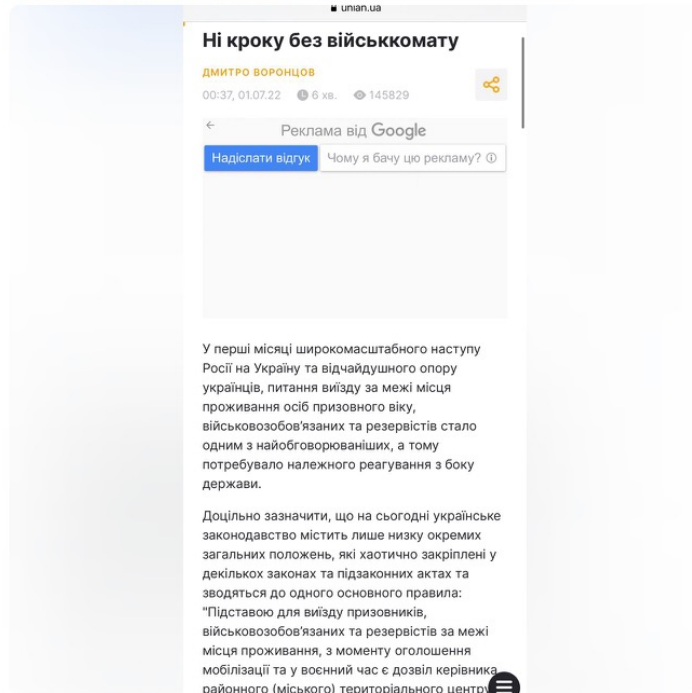 unian.ua
Ні кроку без військкомату
ДМИТРО ВОРОНЦОВ
00:37, 01.07.22 6 хв. 145829
Реклама від Google
Надіслати відгук Чому я бачу цю рекламу?
У перші місяці широкомасштабного наступу
Росії на Україну та відчайдушного опору
українців, питання виїзду за межі місця
проживання осіб призовного віку,
військовозобов'язаних та резервістів стало
одним з найобговорюваніших, а тому
потребувало належного реагування з боку
держави.
Доцільно зазначити, що на сьогодні українське
законодавство містить лише низку окремих
загальних положень, які хаотично закріплені у
декількох законах та підзаконних актах та
зводяться до одного основного правила:
"Підставою для виїзду призовників,
військовозобов'язаних та резервістів за межі
місця проживання, з моменту оголошення
мобілізації та у воєнний час є дозвіл керівника
районного (міського) територіального центру